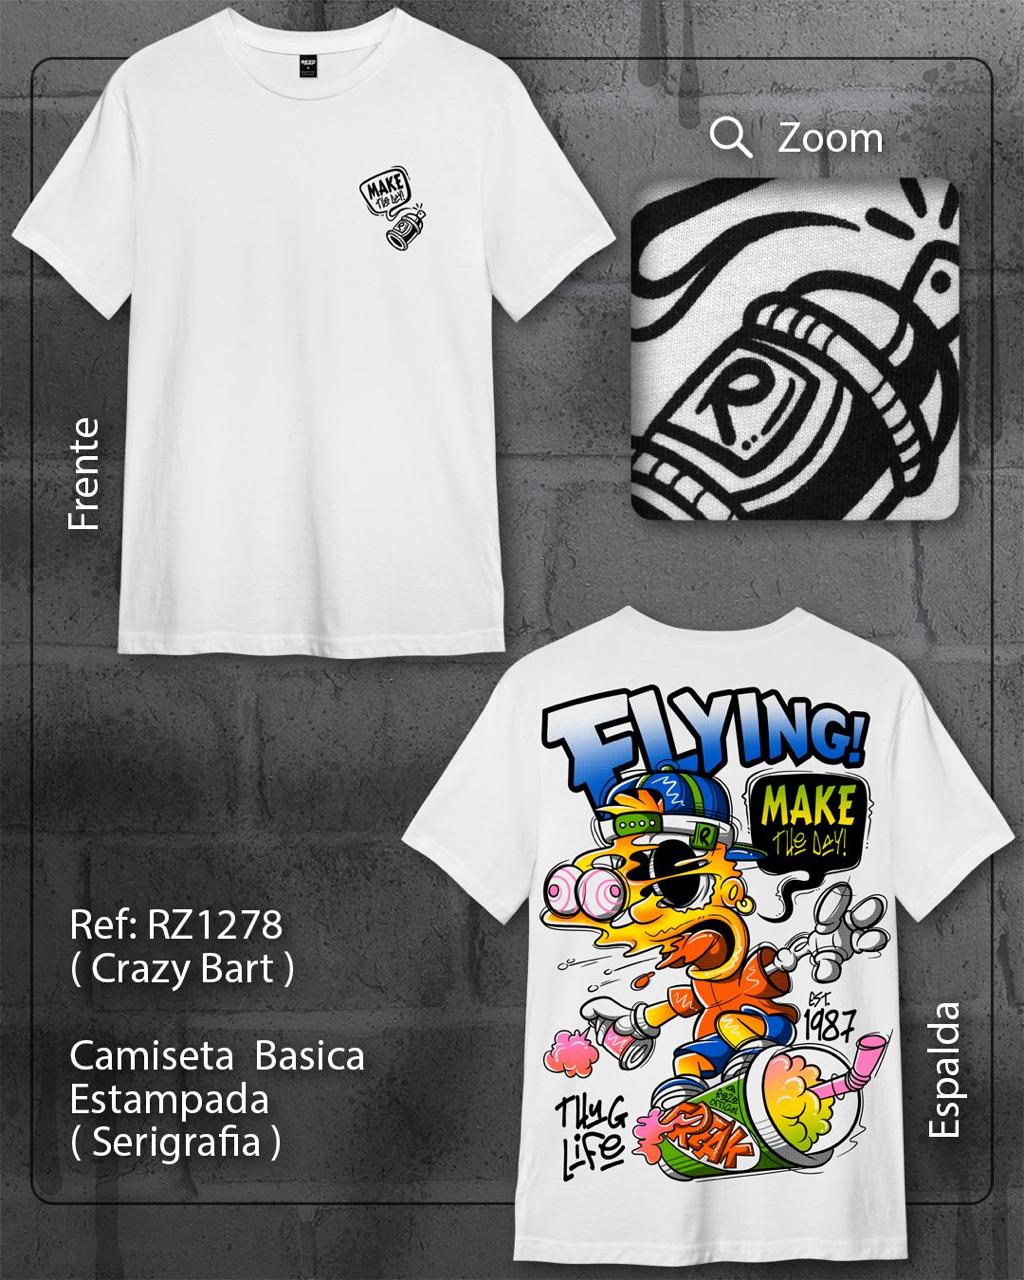 REZO
MAKE
THE DAY!
R
Zoom
R
Frente
FLYING!
MAKE
THE DAY!
R
EST.
1987
Ref: RZ1278
( Crazy Bart )
Camiseta Basica
Estampada
( Serigrafia )
THUG
LIFE
FREAK
Espalda